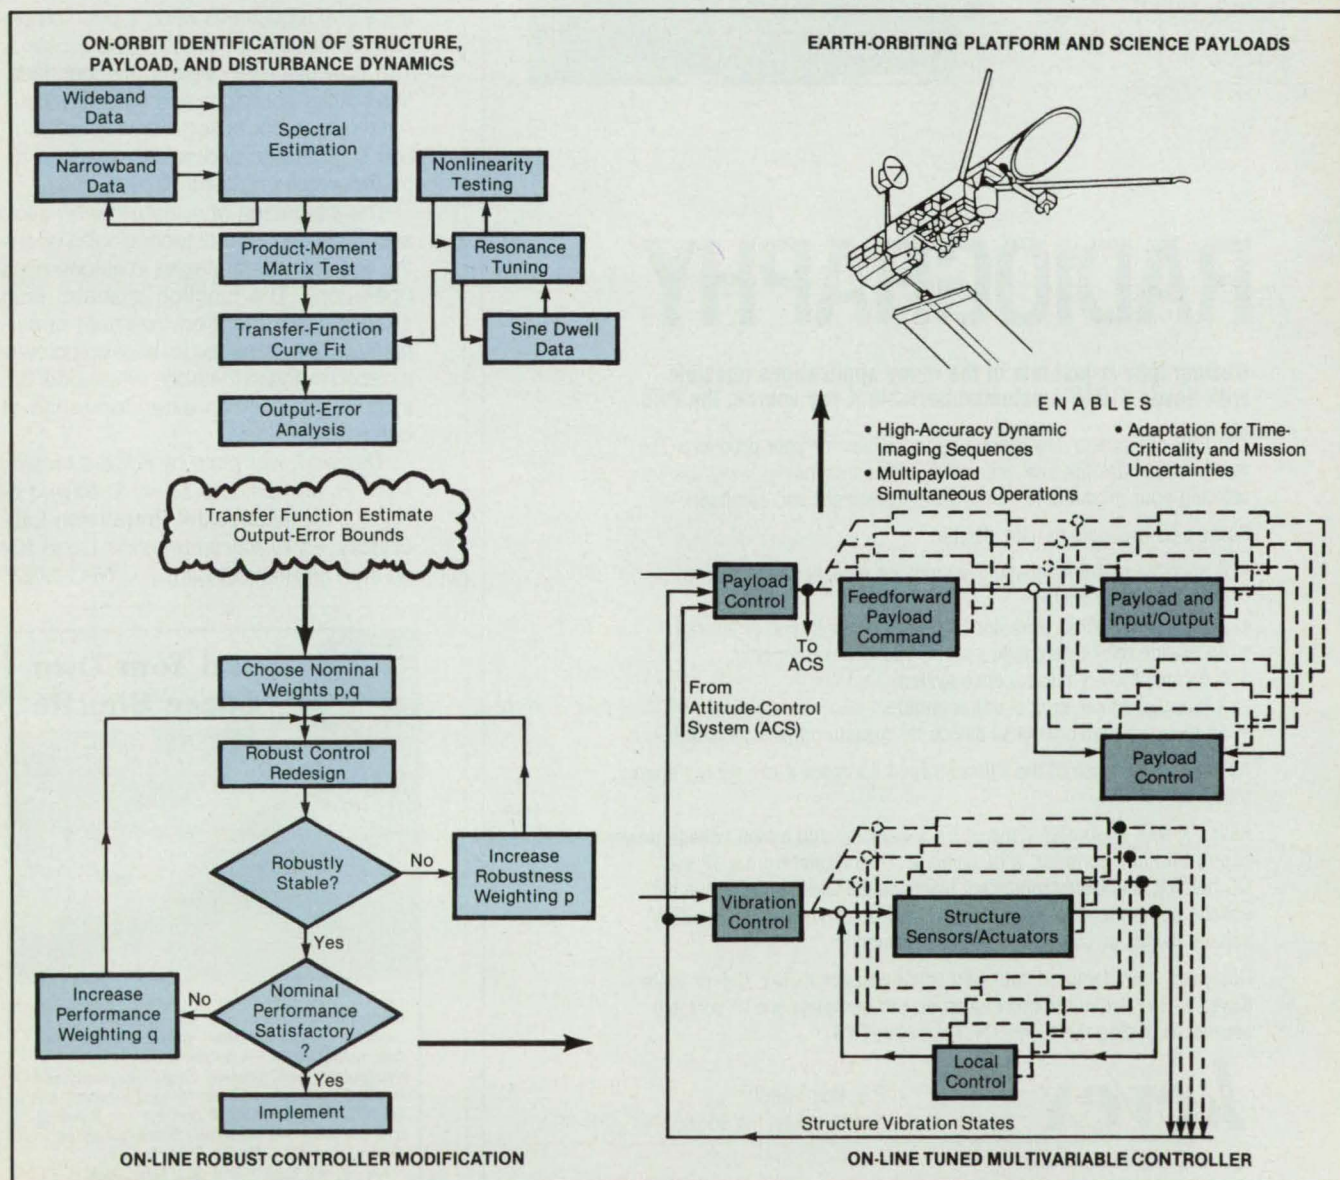 ON-ORBIT IDENTIFICATION OF STRUCTURE,
PAYLOAD, AND DISTURBANCE DYNAMICS
Wideband
Data
Narrowband
Data
Spectral
Estimation
Nonlinearity
Testing
Product-Moment
Matrix Test
Resonance
Tuning
Transfer-Function
Curve Fit
Sine Dwell
Data
Output-Error
Analysis
Transfer Function Estimate
Output-Error Bounds
Choose Nominal
Weights p,q
Robust Control
Redesign
Robustly
Stable?
No
Increase
Robustness
Weighting p
Yes
Increase
Performance
Weighting q
No
Nominal
Performance
Satisfactory
?
Yes
Implement
ON-LINE ROBUST CONTROLLER MODIFICATION
EARTH-ORBITING PLATFORM AND SCIENCE PAYLOADS
ENABLES
• High-Accuracy Dynamic
Imaging Sequences
• Multipayload
Simultaneous Operations
• Adaptation for Time-
Criticality and Mission
Uncertainties
Payload
Control
Feedforward
Payload
Command
Payload and
Input/Output
To
ACS
From
Attitude-Control
System (ACS)
Payload
Control
Vibration
Control
Structure
Sensors/Actuators
Local
Control
Structure Vibration States
ON-LINE TUNED MULTIVARIABLE CONTROLLER